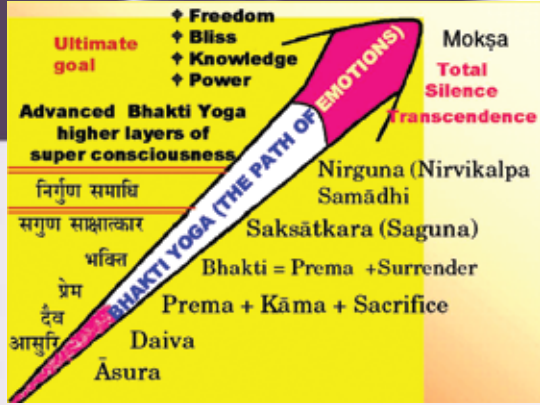 Ultimate
goal
❖ Freedom
❖ Bliss
❖ Knowledge
❖ Power
Mokṣa
Total
Silence
Transcendence
Advanced Bhakti Yoga
higher layers of
super consciousness
BHAKTI YOGA (THE PATH OF EMOTIONS)
निर्गुण समाधि
सगुण साक्षात्कार
भक्ति
प्रेम
दैव
आसुरि
Nirguna (Nirvikalpa
Samādhi
Saksātkara (Saguna)
Bhakti = Prema +Surrender
Prema + Kāma + Sacrifice
Daiva
Āsura